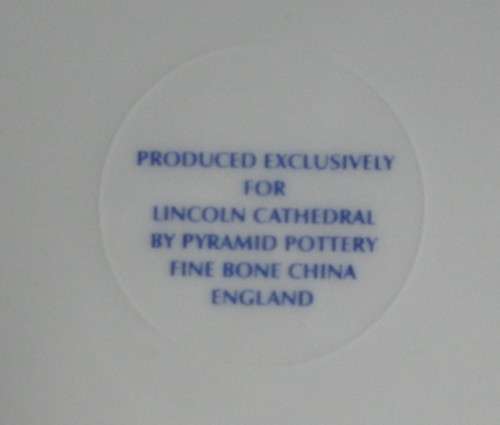 PRODUCED EXCLUSIVELY
FOR
LINCOLN CATHEDRAL
BY PYRAMID POTTERY
FINE BONE CHINA
ENGLAND